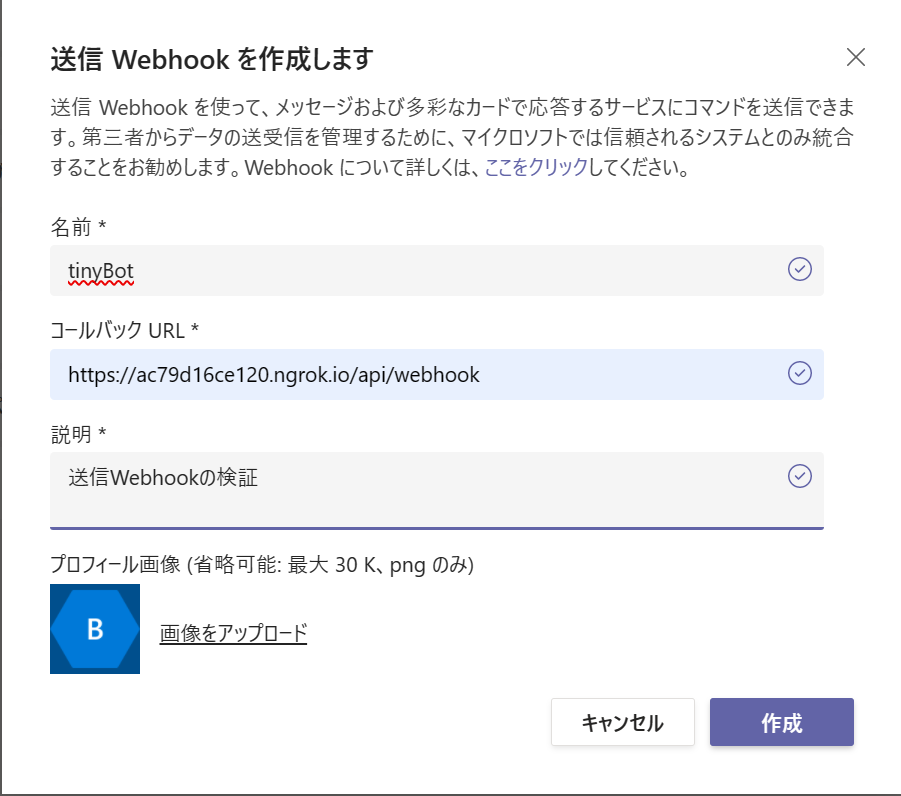 送信 Webhook を作成します
送信 Webhook を使って、メッセージおよび多彩なカードで応答するサービスにコマンドを送信できま
す。第三者からデータの送受信を管理するために、マイクロソフトでは信頼されるシステムとのみ統合
することをお勧めします。Webhook について詳しくは、ここをクリックしてください。
名前 *
tinyBot
コールバック URL *
https://ac79d16ce120.ngrok.io/api/webhook
説明 *
送信Webhookの検証
プロフィール画像 (省略可能: 最大 30 K、png のみ)
B
画像をアップロード
キャンセル
作成